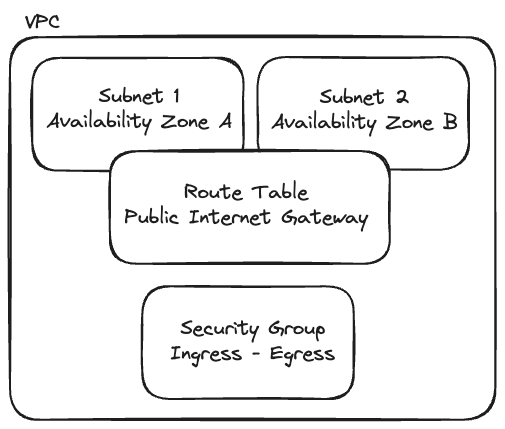 VPC
Subnet 1
Availability Zone A
Subnet 2
Availability Zone B
Route Table
Public Internet Gateway
Security Group
Ingress - Egress